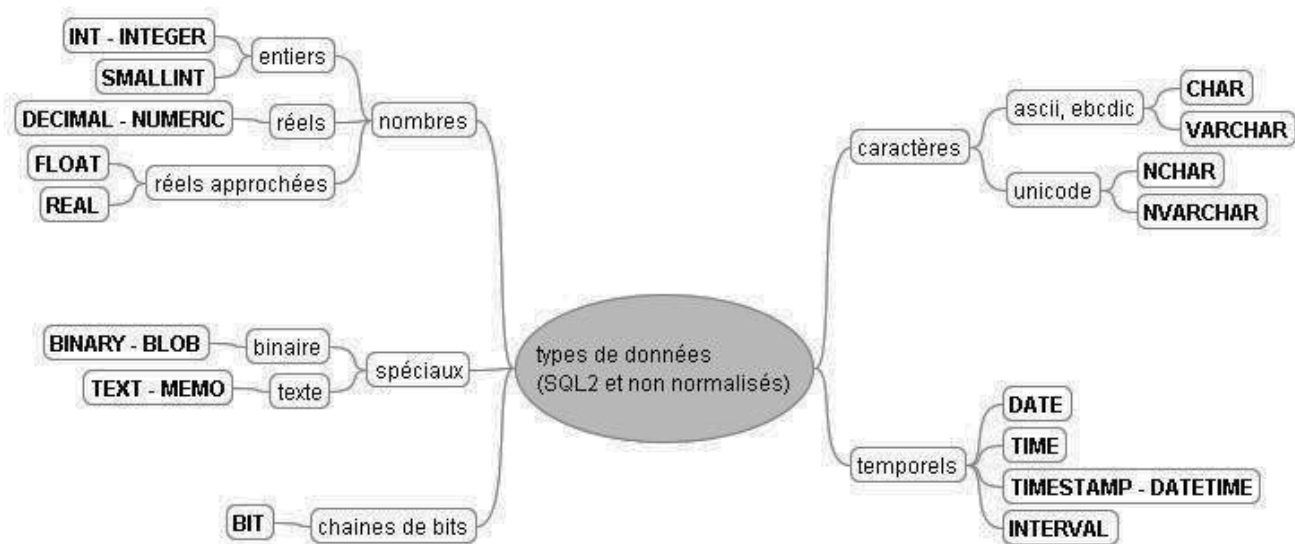 INT - INTEGER
SMALLINT
entiers
DECIMAL - NUMERIC
réels
FLOAT
REAL
réels approchées
nombres
BINARY - BLOB
binaire
TEXT - MEMO
texte
spéciaux
BIT
chaines de bits
types de données
(SQL2 et non normalisés)
caractères
ascii, ebcdic
CHAR
VARCHAR
unicode
NCHAR
NVARCHAR
temporels
DATE
TIME
TIMESTAMP - DATETIME
INTERVAL